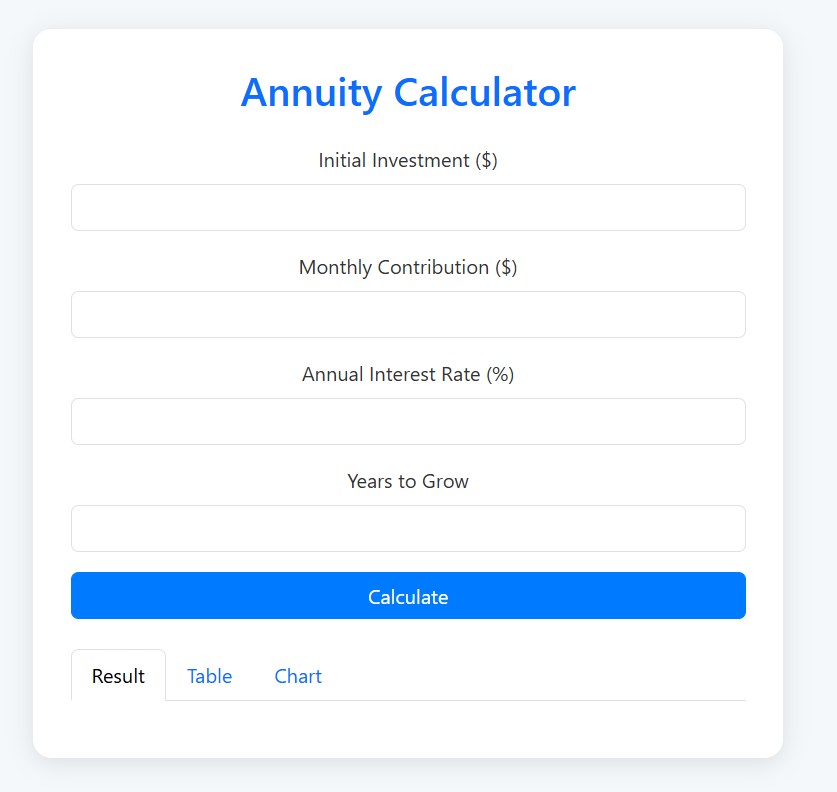 Annuity Calculator
Initial Investment ($)
Monthly Contribution ($)
Annual Interest Rate (%)
Years to Grow
Calculate
Result Table Chart